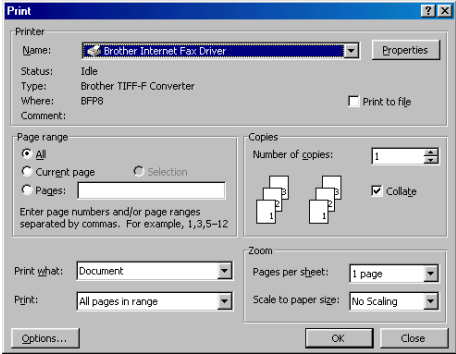 Print
Printer
Name: Brother Internet Fax Driver Properties
Status: Idle
Type: Brother TIFF-F Converter
Where: BFP8 Print to file
Comment:
Page range
All
Current page Selection
Pages:
Enter page numbers and/or page ranges
separated by commas. For example, 1,3,5–12
Copies
Number of copies: 1
1 2 3 1 2 3 Collate
Print what: Document
Print: All pages in range
Zoom
Pages per sheet: 1 page
Scale to paper size: No Scaling
Options... OK Close